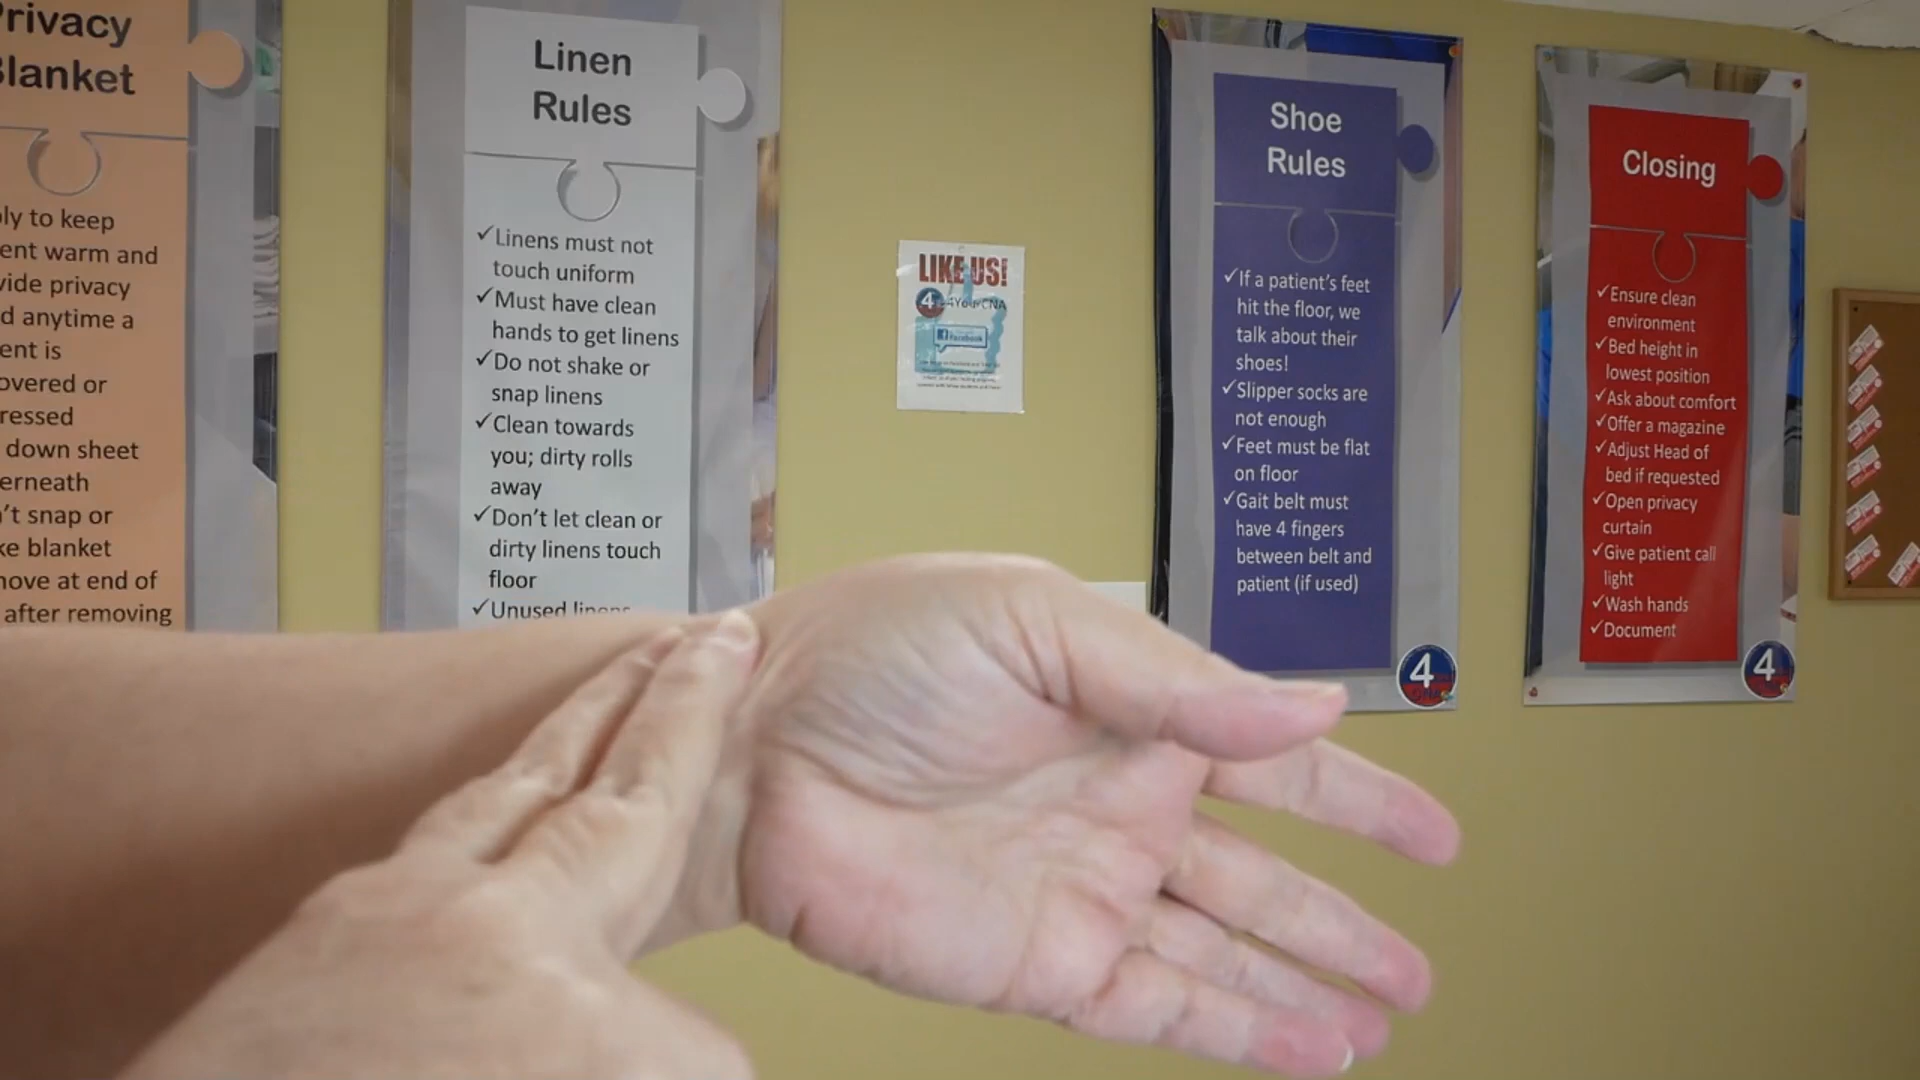 Privacy
Blanket
ly to keep
ent warm and
vide privacy
d anytime a
ent is
overed or
ressed
down sheet
erneath
't snap or
ke blanket
move at end of
after removing
Linen
Rules
✓Linens must not
touch uniform
✓Must have clean
hands to get linens
✓Do not shake or
snap linens
✓Clean towards
you; dirty rolls
away
✓Don't let clean or
dirty linens touch
floor
✓Unused linens
LIKE US!
4 4YourCNA
Facebook
Shoe
Rules
✓If a patient's feet
hit the floor, we
talk about their
shoes!
✓Slipper socks are
not enough
✓Feet must be flat
on floor
✓Gait belt must
have 4 fingers
between belt and
patient (if used)
4
Closing
✓Ensure clean
environment
✓Bed height in
lowest position
✓Ask about comfort
✓Offer a magazine
✓Adjust Head of
bed if requested
✓Open privacy
curtain
✓Give patient call
light
✓Wash hands
✓Document
4